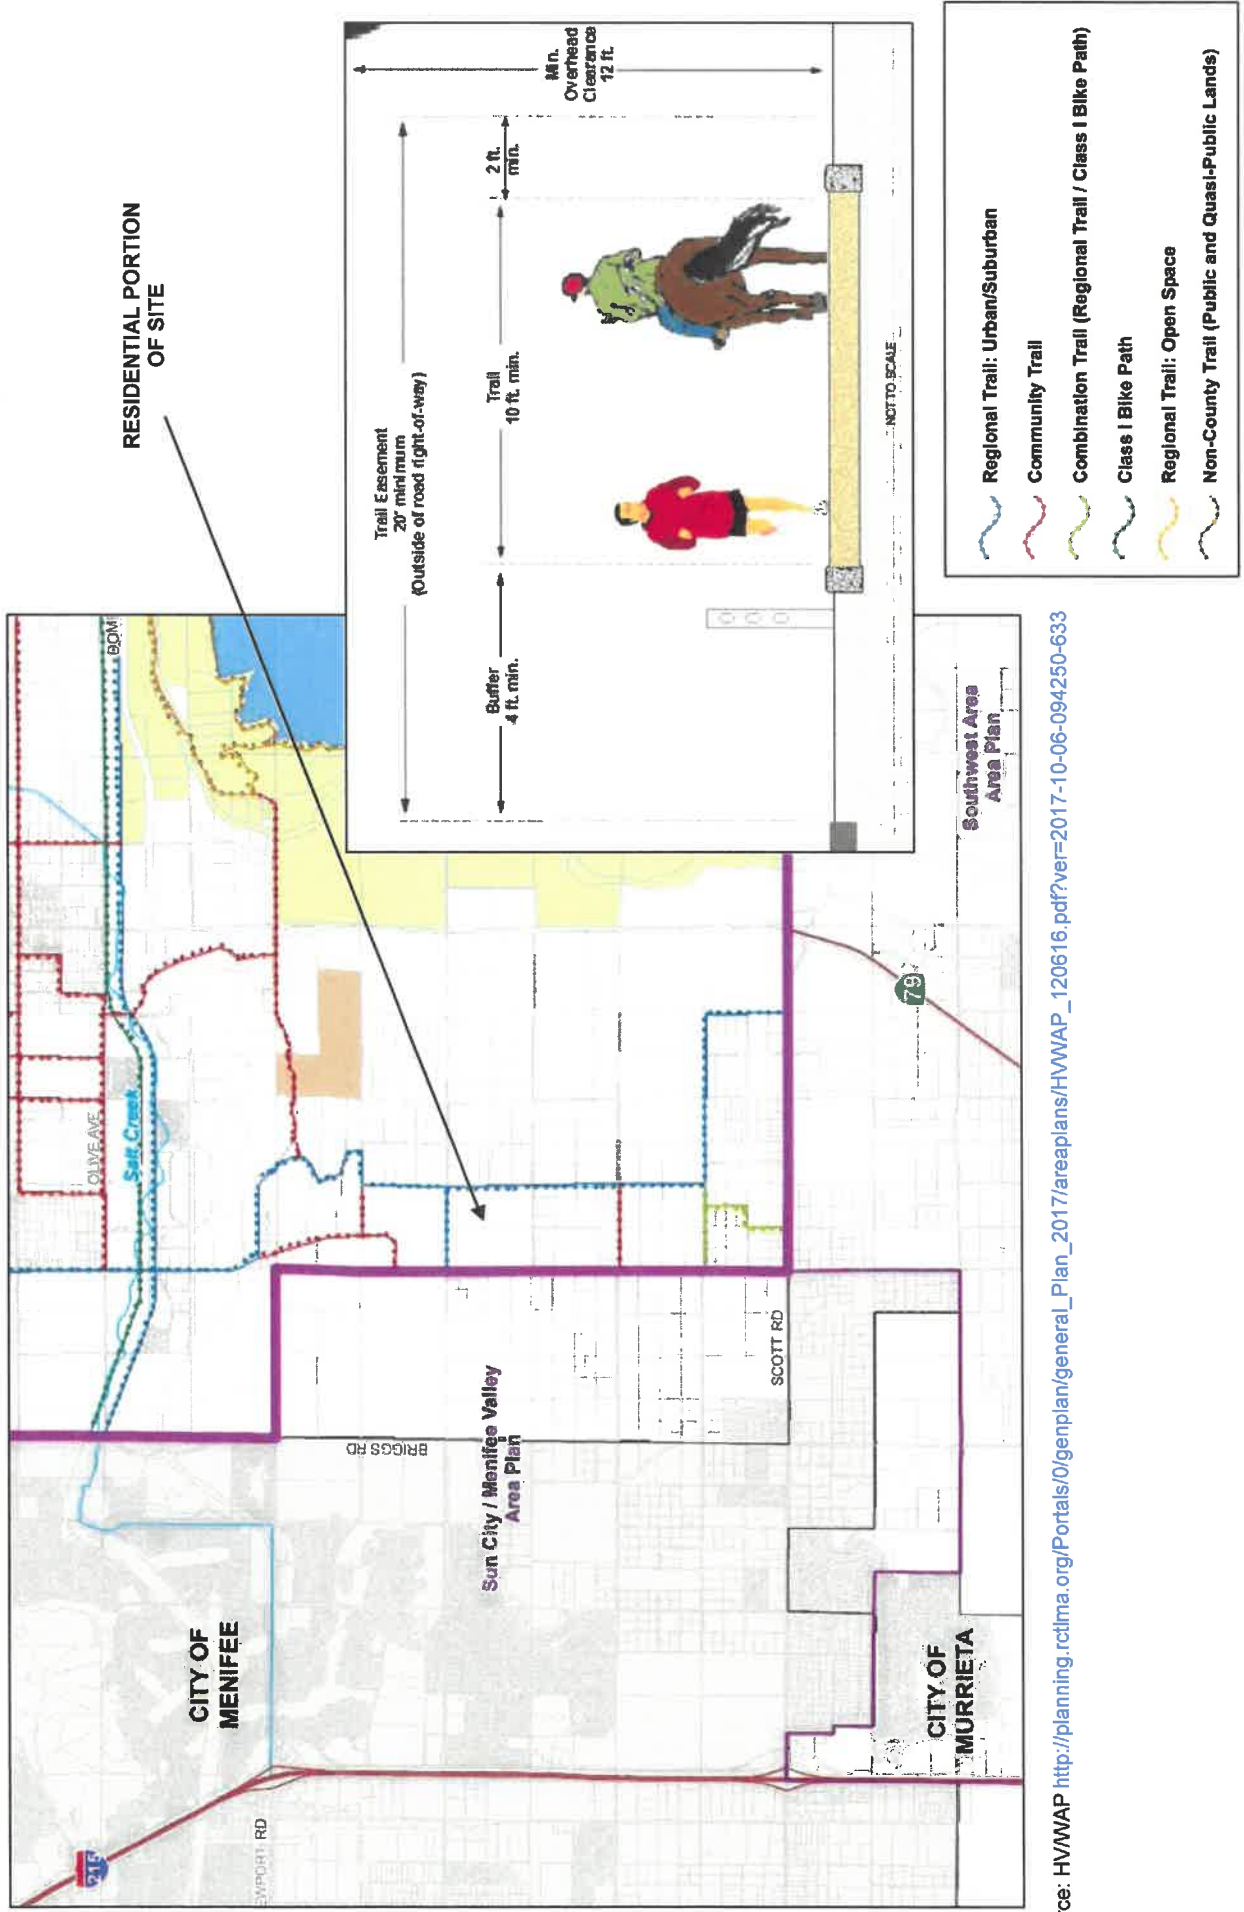 RESIDENTIAL PORTION
OF SITE
DOM
OLIVE AVE
Salt Creek
215
EWPORT RD
CITY OF
MENIFEE
BRIGGS RD
Sun City / Menifee Valley
Area Plan
SCOTT RD
CITY OF
MURRIETA
79
Southwest Area
Area Plan
Trail Easement
20' minimum
(Outside of road right-of-way)
Buffer
4 ft. min.
Trail
10 ft. min.
2 ft.
min.
Min.
Overhead
Clearance
12 ft.
NOT TO SCALE
Regional Trail: Urban/Suburban
Community Trail
Combination Trail (Regional Trail / Class I Bike Path)
Class I Bike Path
Regional Trail: Open Space
Non-County Trail (Public and Quasi-Public Lands)
rce: HVWAP http://planning.rctlma.org/Portals/0/genplan/general_Plan_2017/areaplans/HVWAP_120616.pdf?ver=2017-10-06-094250-633